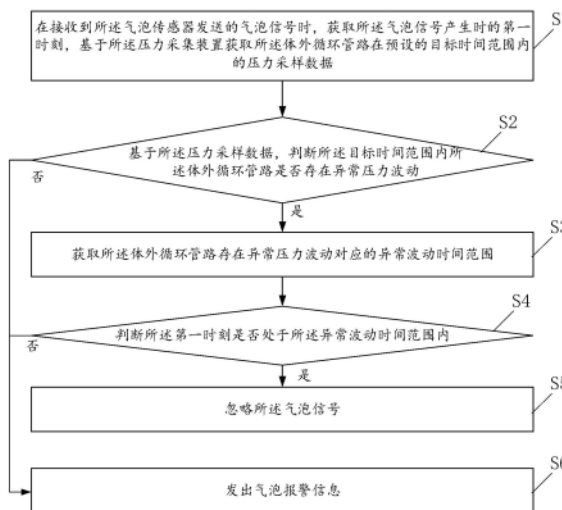 在接收到所述气泡传感器发送的气泡信号时，获取所述气泡信号产生时的第一
时刻，基于所述压力采集装置获取所述体外循环管路在预设的目标时间范围内
的压力采样数据
S
S2
基于所述压力采样数据，判断所述目标时间范围内所
述体外循环管路是否存在异常压力波动
否
是
S3
获取所述体外循环管路存在异常压力波动对应的异常波动时间范围
S4
判断所述第一时刻是否处于所述异常波动时间范围内
否
是
S5
忽略所述气泡信号
S6
发出气泡报警信息